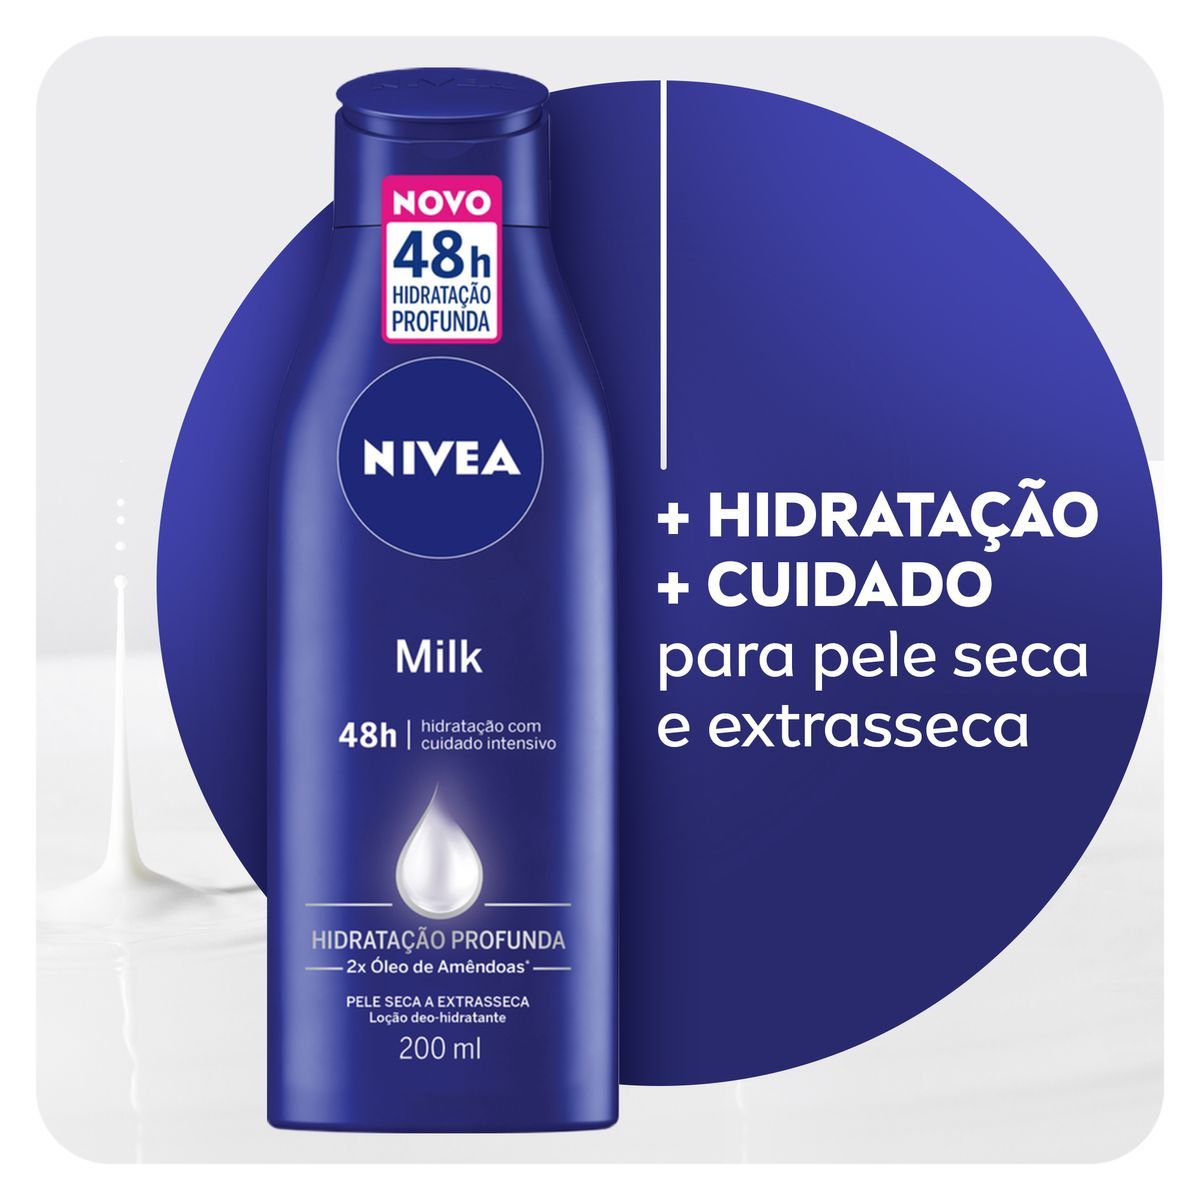 NIVEA
NOVO
48h
HIDRATAÇÃO
PROFUNDA
NIVEA
Milk
48h | hidratação com
cuidado intensivo
HIDRATAÇÃO PROFUNDA
2x Óleo de Amêndoas*
PELE SECA A EXTRASSECA
Loção deo-hidratante
200 ml
+ HIDRATAÇÃO
+ CUIDADO
para pele seca
e extrasseca